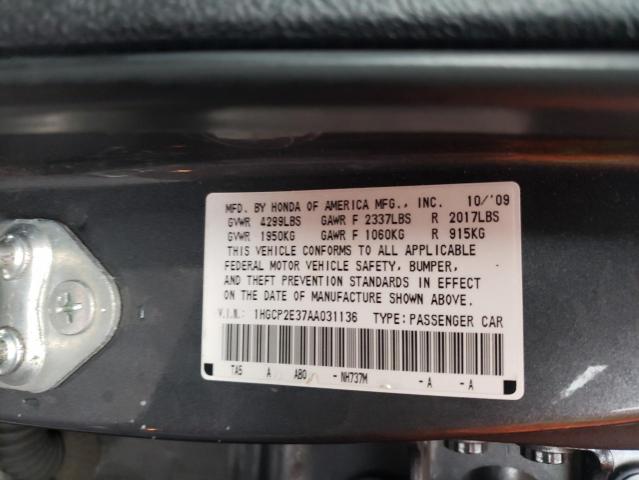 MFD. BY HONDA OF AMERICA MFG., INC. 10/'09
GVWR 4299LBS GAWR F 2337LBS R 2017LBS
GVWR 1950KG GAWR F 1060KG R 915KG
THIS VEHICLE CONFORMS TO ALL APPLICABLE
FEDERAL MOTOR VEHICLE SAFETY, BUMPER,
AND THEFT PREVENTION STANDARDS IN EFFECT
ON THE DATE OF MANUFACTURE SHOWN ABOVE.
V.I.N.: 1HGCP2E37AA031136 TYPE: PASSENGER CAR
TA5 A AB0 - NH737M - A - A